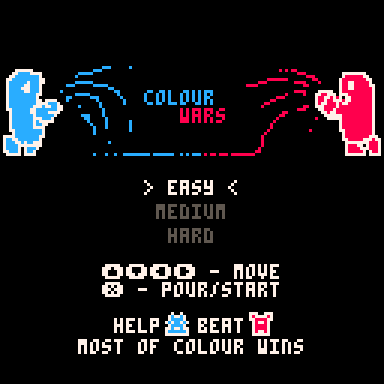 COLOUR
WARS
> EASY <
MEDIUM
HARD
- MOVE
- POUR/START
HELP BEAT
MOST OF COLOUR WINS